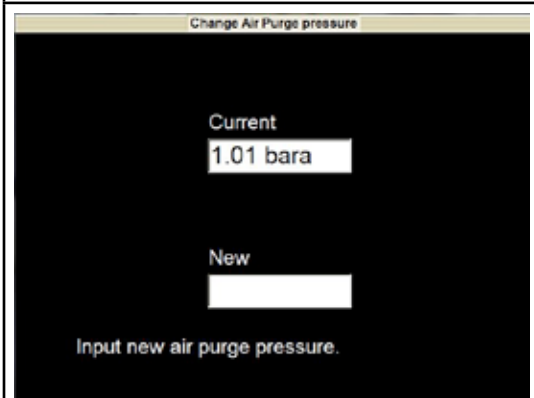 Change Air Purge pressure
Current
1.01 bara
New
Input new air purge pressure.